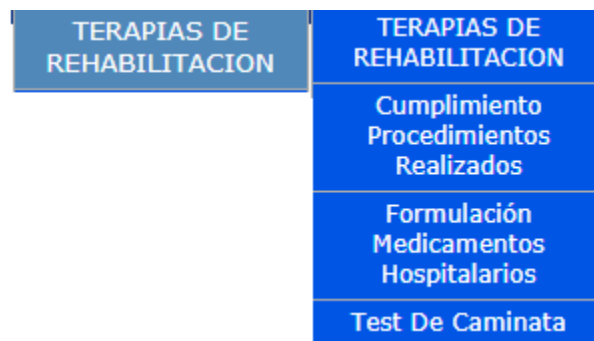 TERAPIAS DE
REHABILITACION
TERAPIAS DE
REHABILITACION
Cumplimiento
Procedimientos
Realizados
Formulación
Medicamentos
Hospitalarios
Test De Caminata